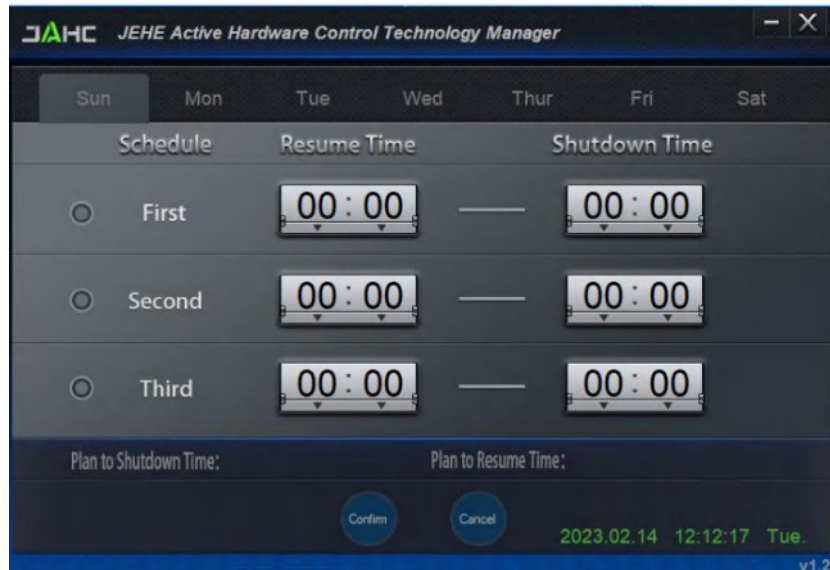 JAHC JEHE Active Hardware Control Technology Manager
Sun Mon Tue Wed Thur Fri Sat
Schedule Resume Time Shutdown Time
First 00:00 00:00
Second 00:00 00:00
Third 00:00 00:00
Plan to Shutdown Time: Plan to Resume Time:
Confirm Cancel
2023.02.14 12:12:17 Tue.
v1.2